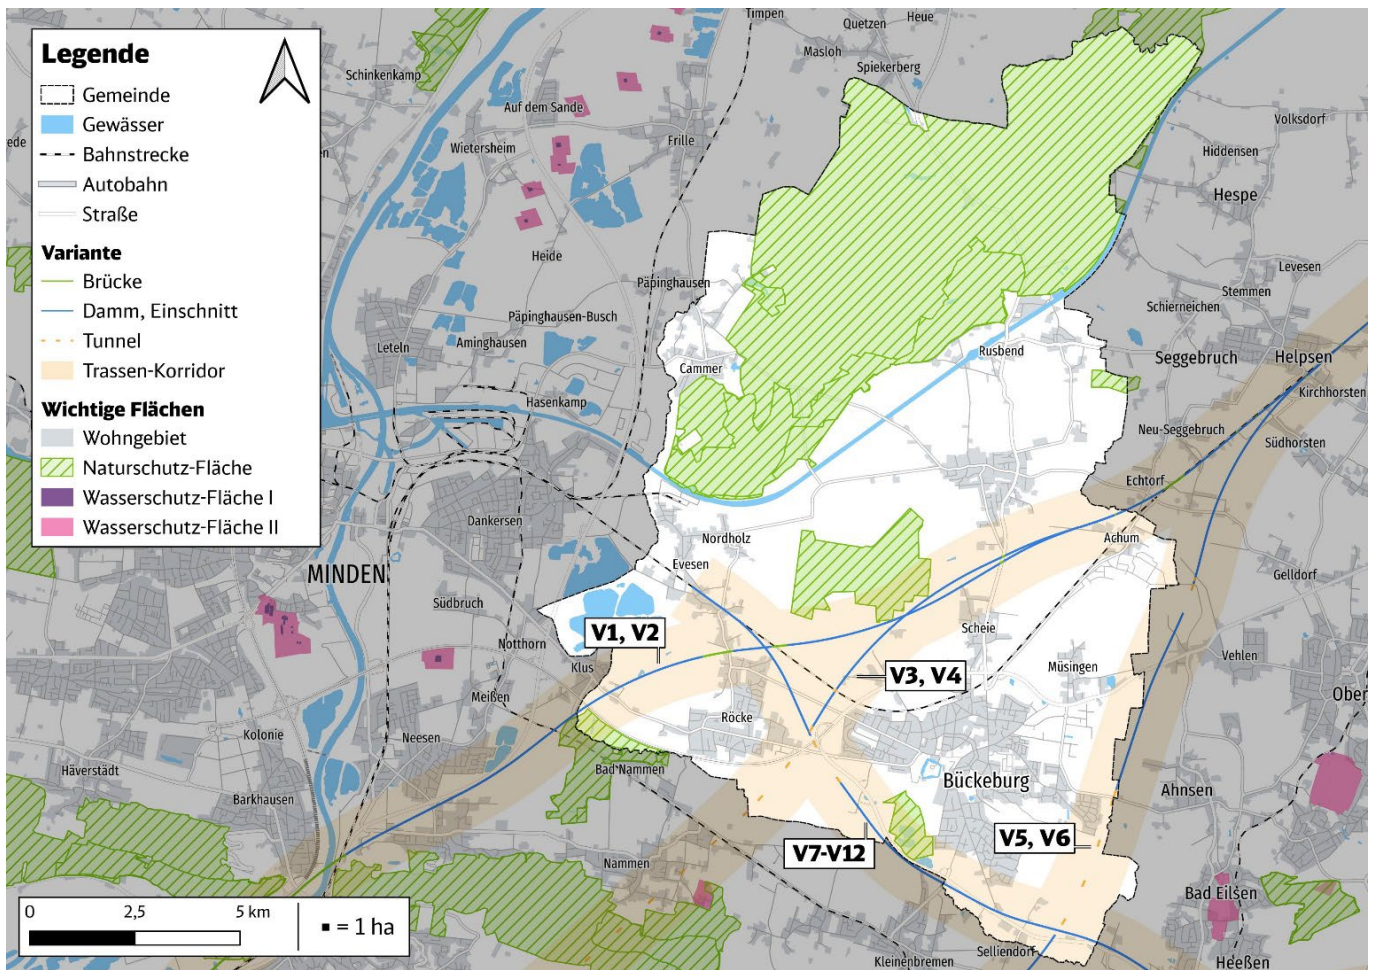 Legende
Gemeinde
Gewässer
Bahnstrecke
Autobahn
Straße
Variante
Brücke
Damm, Einschnitt
Tunnel
Trassen-Korridor
Wichtige Flächen
Wohngebiet
Naturschutz-Fläche
Wasserschutz-Fläche I
Wasserschutz-Fläche II
Timpen
Quetzen
Heue
Masloh
Spiekerberg
Schinkenkamp
Auf dem Sande
Wietersheim
Frille
Volksdorf
Hiddensen
Hespe
Heide
Päpinghausen
Levesen
Stemmen
Schierneichen
Päpinghausen-Busch
Aminghausen
Leteln
Rusbend
Seggebruch
Helpsen
Cammer
Kirchhorsten
Hasenkamp
Neu-Seggebruch
Südhorsten
Echtorf
Dankersen
Nordholz
Achum
Evesen
MINDEN
Gelldorf
Südbruch
V1, V2
Scheie
Notthorn
Klus
Vehlen
Müsingen
V3, V4
Meißen
Ober
Röcke
Kolonie
Neesen
Häverstädt
Bad Nammen
Bückeburg
Ahnsen
Barkhausen
V5, V6
V7-V12
Nammen
Bad Eilsen
0
2,5
5 km
= 1 ha
Selliendorf
Kleinenbremen
Heeßen
ede
en